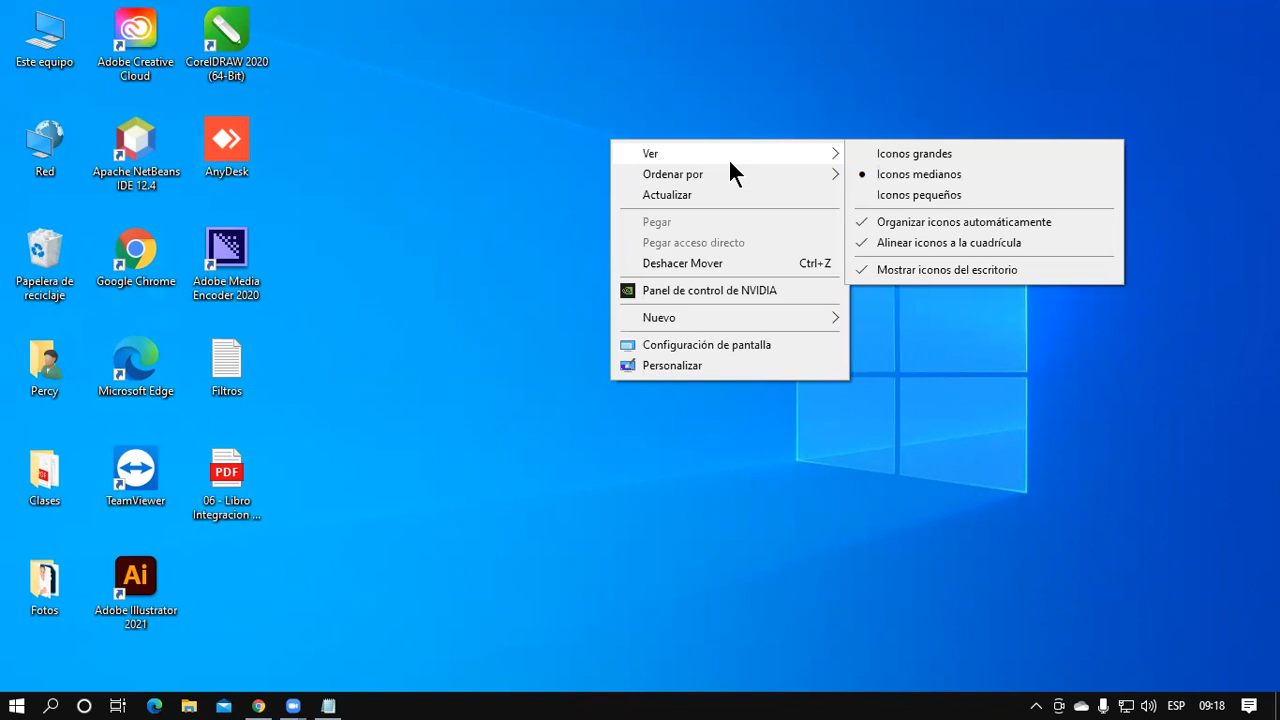 Este equipo
Adobe Creative
Cloud
CorelDRAW 2020
(64-Bit)
Red
Apache NetBeans
IDE 12.4
AnyDesk
Papelera de
reciclaje
Google Chrome
Adobe Media
Encoder 2020
Percy
Microsoft Edge
Filtros
Clases
TeamViewer
PDF
06 - Libro
Integracion ...
Fotos
Ai
Adobe Illustrator
2021
Ver
Ordenar por
Actualizar
Pegar
Pegar acceso directo
Deshacer Mover Ctrl+Z
Panel de control de NVIDIA
Nuevo
Configuración de pantalla
Personalizar
Iconos grandes
Iconos medianos
Iconos pequeños
Organizar iconos automáticamente
Alinear iconos a la cuadrícula
Mostrar iconos del escritorio
ESP 09:18